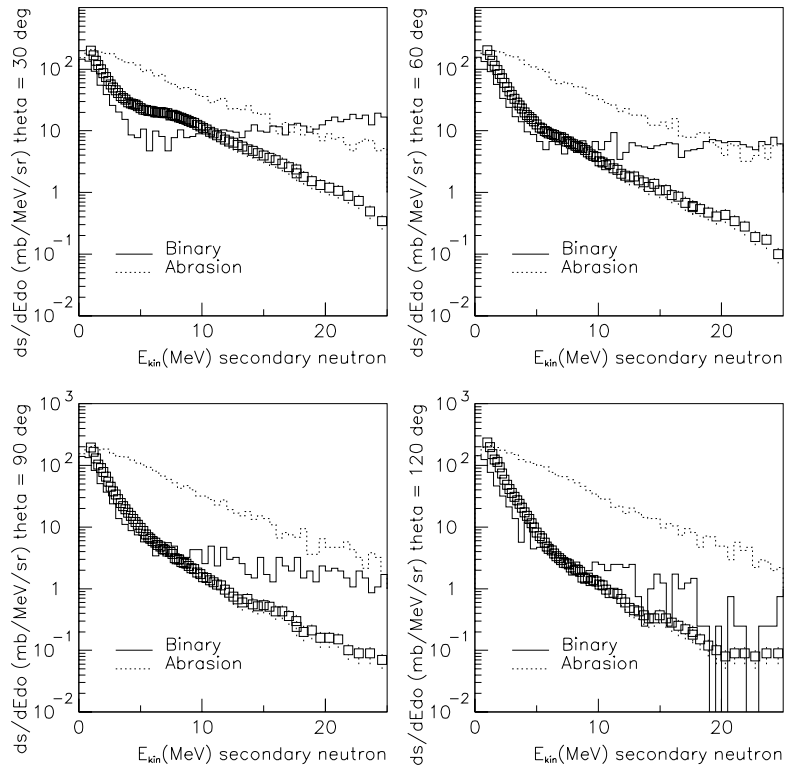 ds/dEdo (mb/MeV/sr) theta = 30 deg
10^2
10
1
10^-1
10^-2
Binary
Abrasion
0 10 20
E_kin(MeV) secondary neutron
ds/dEdo (mb/MeV/sr) theta = 60 deg
10^2
10
1
10^-1
10^-2
Binary
Abrasion
0 10 20
E_kin(MeV) secondary neutron
ds/dEdo (mb/MeV/sr) theta = 90 deg
10^3
10^2
10
1
10^-1
10^-2
Binary
Abrasion
0 10 20
E_kin(MeV) secondary neutron
ds/dEdo (mb/MeV/sr) theta = 120 deg
10^3
10^2
10
1
10^-1
10^-2
Binary
Abrasion
0 10 20
E_kin(MeV) secondary neutron